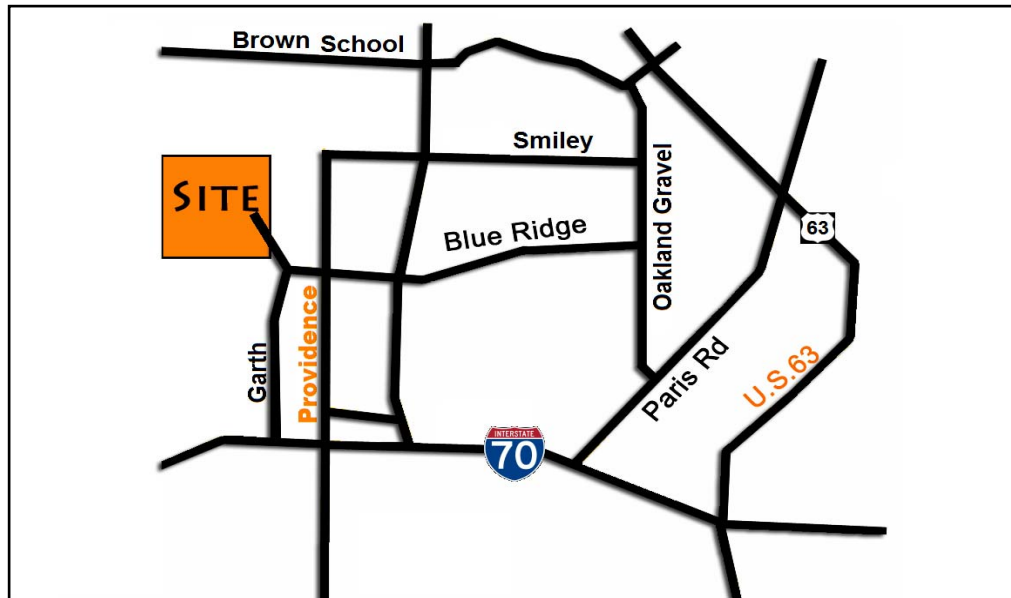 Brown School
Smiley
SITE
63
Blue Ridge
Oakland Gravel
Providence
Garth
Paris Rd
U.S.63
INTERSTATE
70